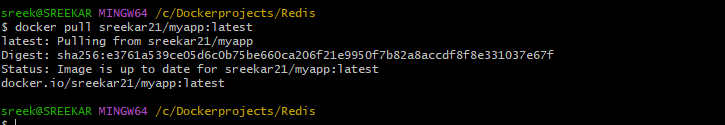 sreek@SREEKAR MINGW64 /c/Dockerprojects/Redis
$ docker pull sreekar21/myapp:latest
latest: Pulling from sreekar21/myapp
Digest: sha256:e3761a539ce05d6c0b75be660ca206f21e9950f7b82a8accdf8f8e331037e67f
Status: Image is up to date for sreekar21/myapp:latest
docker.io/sreekar21/myapp:latest
sreek@SREEKAR MINGW64 /c/Dockerprojects/Redis
$